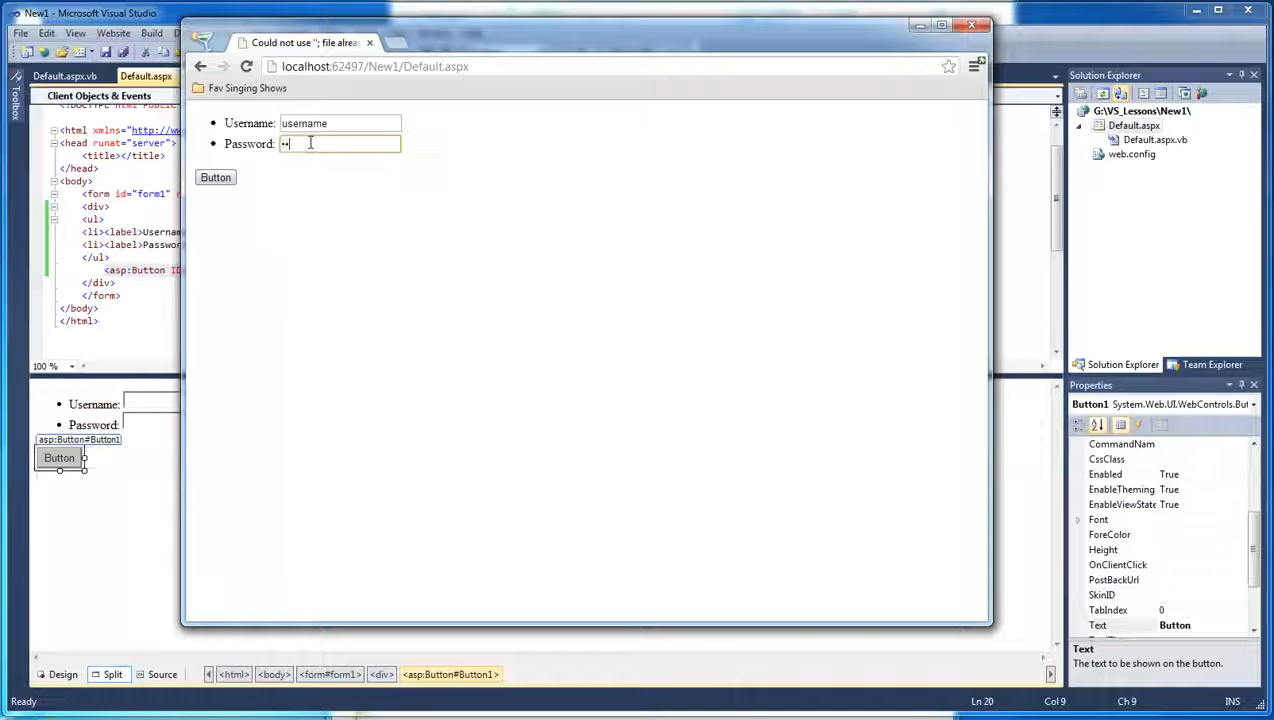 New1 - Microsoft Visual Studio
File Edit View Website Build
Default.aspx.vb Default.aspx
Client Objects & Events
Toolbox
<html xmlns="http://w
<head runat="server">
<title></title>
</head>
<body>
<form id="form1"
<div>
<ul>
<li><label>Usernam
<li><label>Passwor
</ul>
<asp:Button ID
</div>
</form>
</body>
</html>
100 %
Username:
Password:
asp:Button#Button1
Button
Design Split Source <html> <body> <form#form1> <div> <asp:Button#Button1>
Ready Ln 20 Col 9 Ch 9 INS
Could not use ''; file alrea
localhost:62497/New1/Default.aspx
Fav Singing Shows
Username: username
Password: ••
Button
Solution Explorer
G:\VS_Lessons\New1\
Default.aspx
Default.aspx.vb
web.config
Solution Explorer Team Explorer
Properties
Button1 System.Web.UI.WebControls.But
CommandNam
CssClass
Enabled True
EnableTheming True
EnableViewState True
Font
ForeColor
Height
OnClientClick
PostBackUrl
SkinID
TabIndex 0
Text Button
Text
The text to be shown on the button.